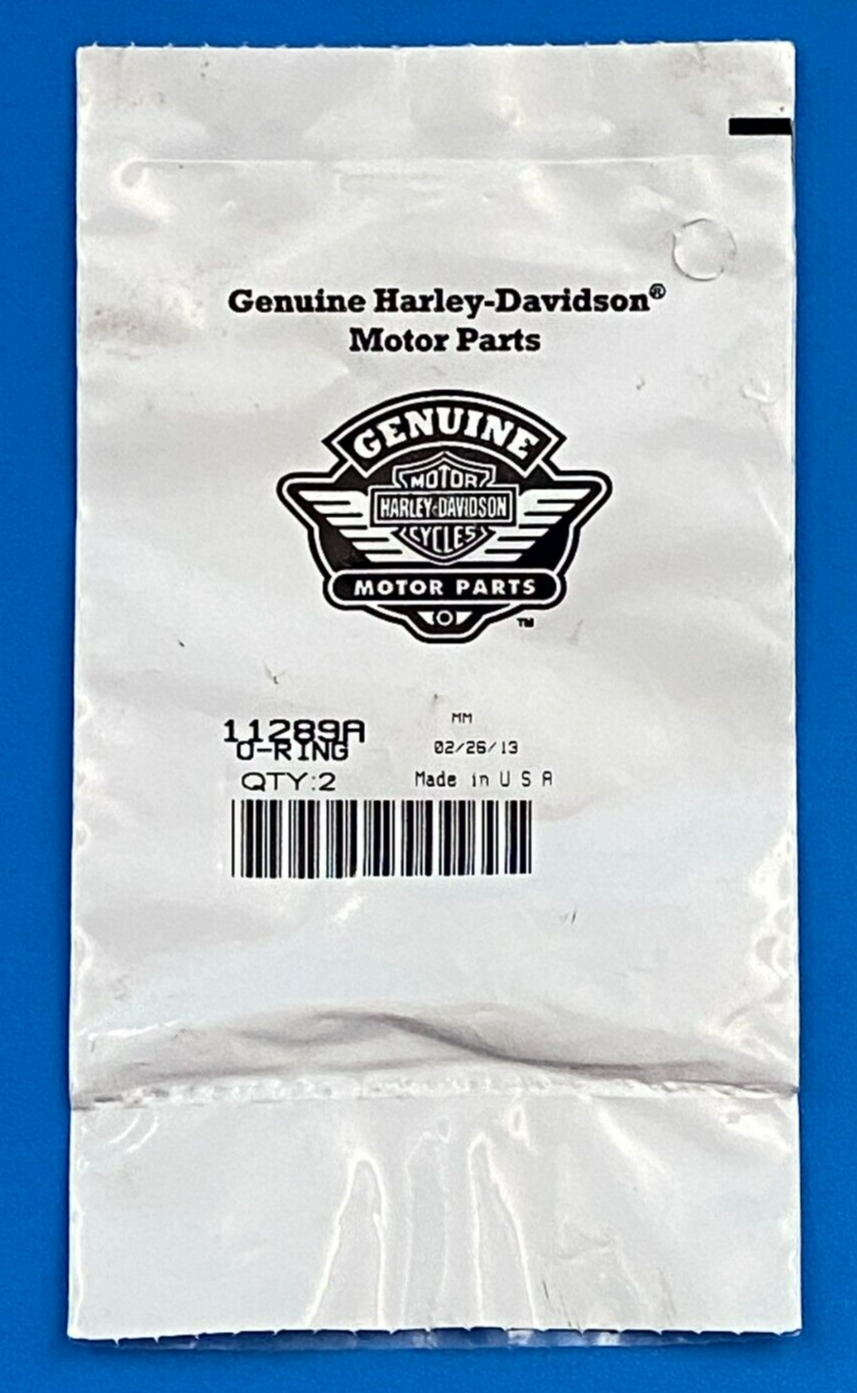 Genuine Harley-Davidson®
Motor Parts
GENUINE
MOTOR
HARLEY-DAVIDSON
CYCLES
MOTOR PARTS
TM
11289A
O-RING
QTY:2
MM
02/26/13
Made in U S A